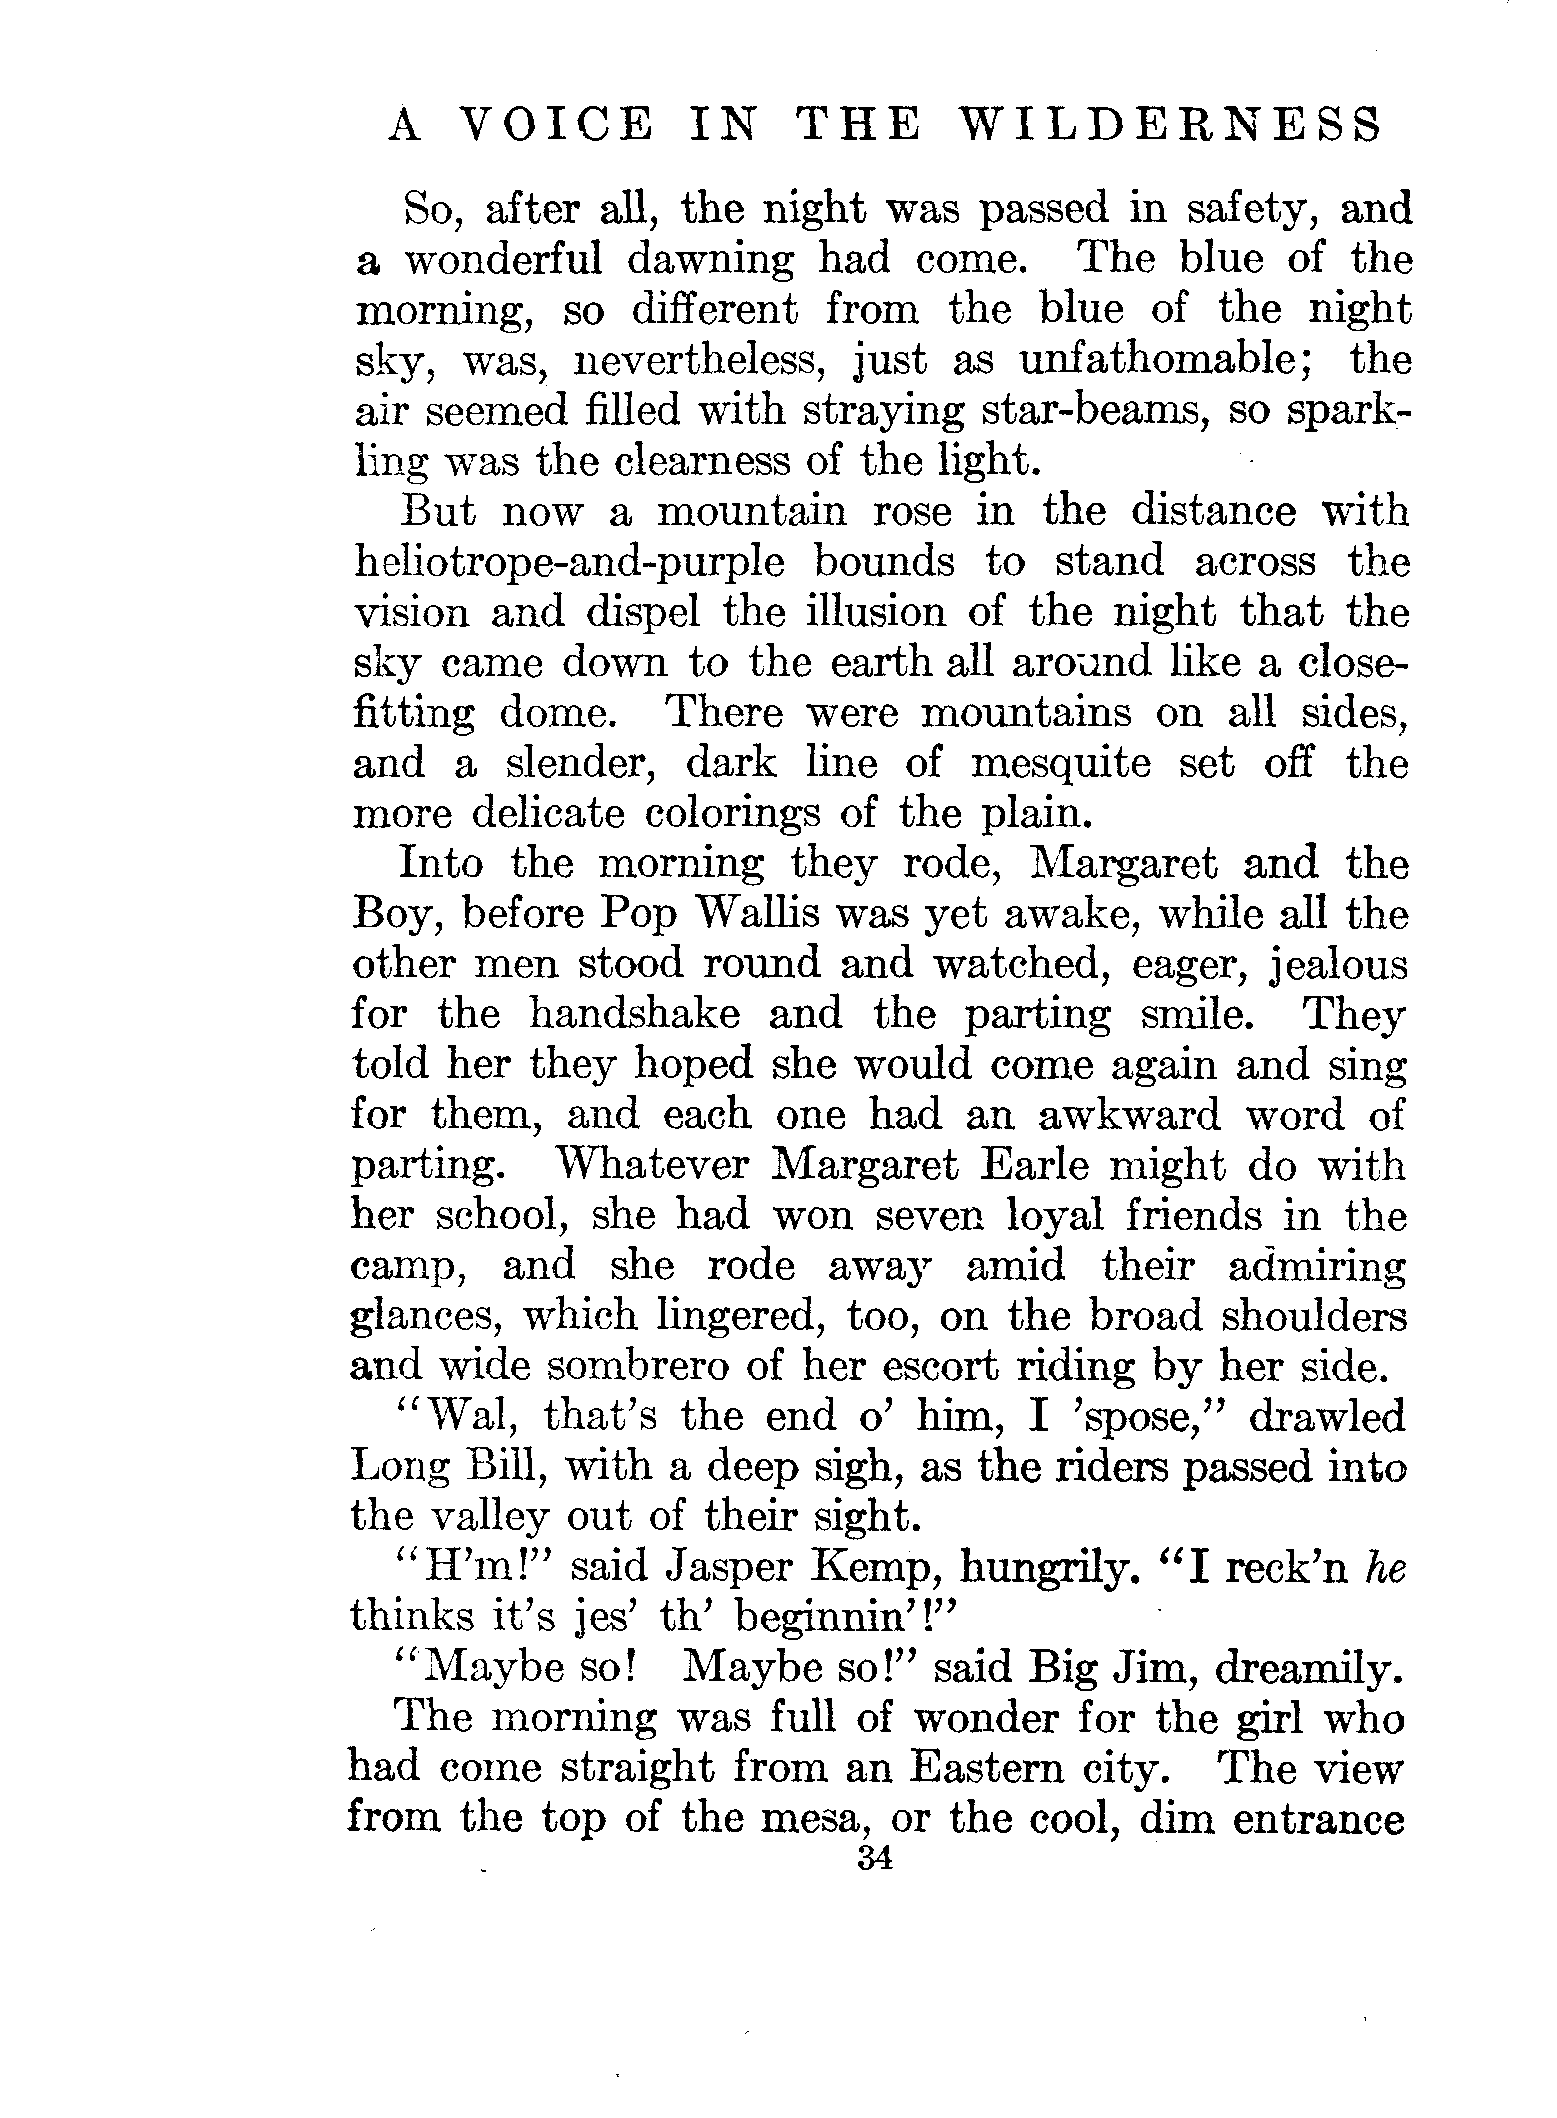 A VOICE IN THE WILDERNESS
So, after all, the night was passed in safety, and
a wonderful dawning had come. The blue of the
morning, so different from the blue of the night
sky, was, nevertheless, just as unfathomable; the
air seemed filled with straying star-beams, so spark-
ling was the clearness of the light.
But now a mountain rose in the distance with
heliotrope-and-purple bounds to stand across the
vision and dispel the illusion of the night that the
sky came down to the earth all around like a close-
fitting dome. There were mountains on all sides,
and a slender, dark line of mesquite set off the
more delicate colorings of the plain.
Into the morning they rode, Margaret and the
Boy, before Pop Wallis was yet awake, while all the
other men stood round and watched, eager, jealous
for the handshake and the parting smile. They
told her they hoped she would come again and sing
for them, and each one had an awkward word of
parting. Whatever Margaret Earle might do with
her school, she had won seven loyal friends in the
camp, and she rode away amid their admiring
glances, which lingered, too, on the broad shoulders
and wide sombrero of her escort riding by her side.
“Wal, that’s the end o’ him, I ’spose,” drawled
Long Bill, with a deep sigh, as the riders passed into
the valley out of their sight.
“H’m!” said Jasper Kemp, hungrily. “I reck’n he
thinks it’s jes’ th’ beginnin’!”
“Maybe so! Maybe so!” said Big Jim, dreamily.
The morning was full of wonder for the girl who
had come straight from an Eastern city. The view
from the top of the mesa, or the cool, dim entrance
34